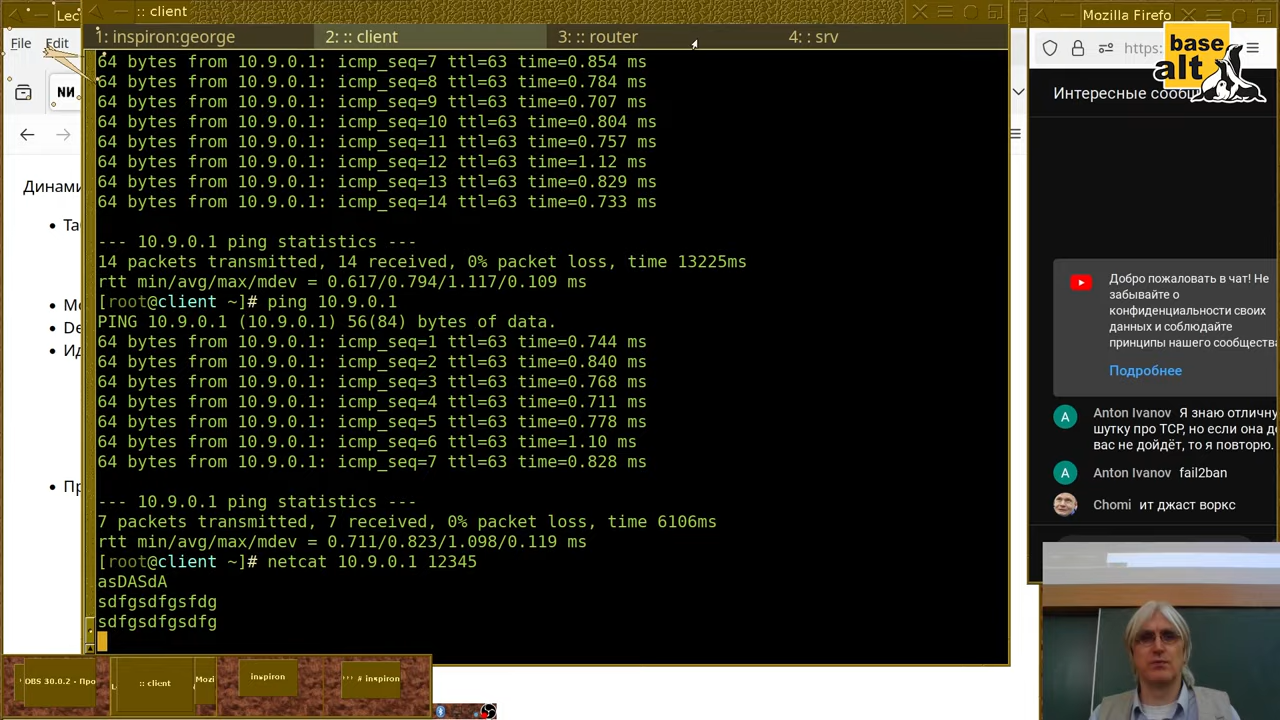 :: client
Mozilla Firefo
1: inspiron:george
2: :: client
3: :: router
4: : srv
File Edit
64 bytes from 10.9.0.1: icmp_seq=7 ttl=63 time=0.854 ms
64 bytes from 10.9.0.1: icmp_seq=8 ttl=63 time=0.784 ms
64 bytes from 10.9.0.1: icmp_seq=9 ttl=63 time=0.707 ms
64 bytes from 10.9.0.1: icmp_seq=10 ttl=63 time=0.804 ms
64 bytes from 10.9.0.1: icmp_seq=11 ttl=63 time=0.757 ms
64 bytes from 10.9.0.1: icmp_seq=12 ttl=63 time=1.12 ms
64 bytes from 10.9.0.1: icmp_seq=13 ttl=63 time=0.829 ms
64 bytes from 10.9.0.1: icmp_seq=14 ttl=63 time=0.733 ms
--- 10.9.0.1 ping statistics ---
14 packets transmitted, 14 received, 0% packet loss, time 13225ms
rtt min/avg/max/mdev = 0.617/0.794/1.117/0.109 ms
[root@client ~]# ping 10.9.0.1
PING 10.9.0.1 (10.9.0.1) 56(84) bytes of data.
64 bytes from 10.9.0.1: icmp_seq=1 ttl=63 time=0.744 ms
64 bytes from 10.9.0.1: icmp_seq=2 ttl=63 time=0.840 ms
64 bytes from 10.9.0.1: icmp_seq=3 ttl=63 time=0.768 ms
64 bytes from 10.9.0.1: icmp_seq=4 ttl=63 time=0.711 ms
64 bytes from 10.9.0.1: icmp_seq=5 ttl=63 time=0.778 ms
64 bytes from 10.9.0.1: icmp_seq=6 ttl=63 time=1.10 ms
64 bytes from 10.9.0.1: icmp_seq=7 ttl=63 time=0.828 ms
--- 10.9.0.1 ping statistics ---
7 packets transmitted, 7 received, 0% packet loss, time 6106ms
rtt min/avg/max/mdev = 0.711/0.823/1.098/0.119 ms
[root@client ~]# netcat 10.9.0.1 12345
asDASdA
sdfgsdfgsfdg
sdfgsdfgsdfg
Динами
Та
Мо
De
Ид
Пр
https:
base
alt
Интересные сооб
Добро пожаловать в чат! Не
забывайте о
конфиденциальности своих
данных и соблюдайте
принципы нашего сообщества
Подробнее
Anton Ivanov Я знаю отличну
шутку про TCP, но если она до
вас не дойдёт, то я повторю.
Anton Ivanov fail2ban
Chomi ит джаст воркс
OBS 30.0.2 - Про
:: client
Mozi
inspiron
# inspiron